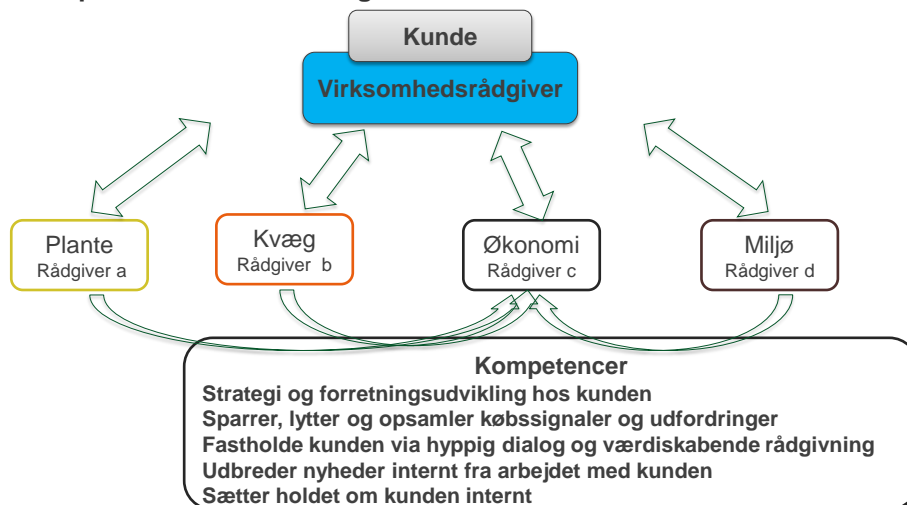 Kunde
Virksomhedsrådgiver
Plante
Rådgiver a
Kvæg
Rådgiver b
Økonomi
Rådgiver c
Miljø
Rådgiver d
Kompetencer
Strategi og forretningsudvikling hos kunden
Sparrer, lytter og opsamler købssignaler og udfordringer
Fastholde kunden via hyppig dialog og værdiskabende rådgivning
Udbreder nyheder internt fra arbejdet med kunden
Sætter holdet om kunden internt